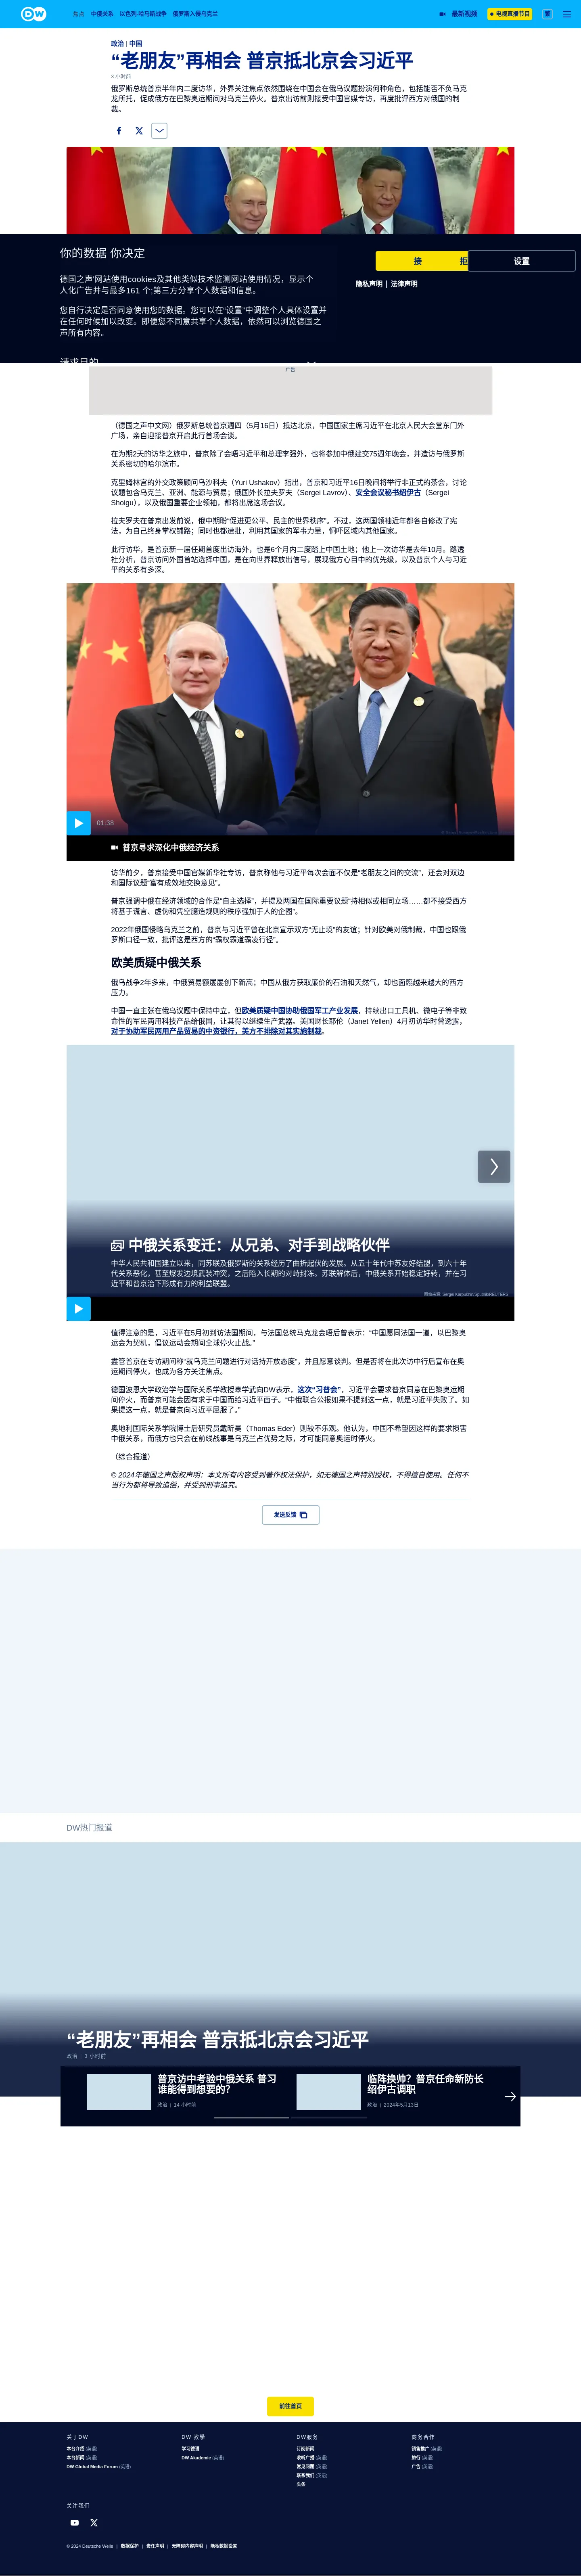 DW
焦点 中俄关系 以色列-哈马斯战争 俄罗斯入侵乌克兰
最新视频 电视直播节目 繁
政治 | 中国
“老朋友”再相会 普京抵北京会习近平
3 小时前
俄罗斯总统普京半年内二度访华，外界关注焦点依然围绕在中国会在俄乌议题扮演何种角色，包括能否不负马克
龙所托，促成俄方在巴黎奥运期间对乌克兰停火。普京出访前则接受中国官媒专访，再度批评西方对俄国的制
裁。
你的数据 你决定
接 拒 设置
隐私声明 | 法律声明
德国之声’网站使用cookies及其他类似技术监测网站使用情况，显示个
人化广告并与最多161 个;第三方分享个人数据和信息。
您自行决定是否同意使用您的数据。您可以在“设置”中调整个人具体设置并
在任何时候加以改变。即便您不同意共享个人数据，依然可以浏览德国之
声所有内容。
请求目的
广告
（德国之声中文网）俄罗斯总统普京週四（5月16日）抵达北京，中国国家主席习近平在北京人民大会堂东门外
广场，亲自迎接普京开启此行首场会谈。
在为期2天的访华之旅中，普京除了会晤习近平和总理李强外，也将参加中俄建交75週年晚会，并造访与俄罗斯
关系密切的哈尔滨市。
克里姆林宫的外交政策顾问乌沙科夫（Yuri Ushakov）指出，普京和习近平16日晚间将举行非正式的茶会，讨论
议题包含乌克兰、亚洲、能源与贸易；俄国外长拉夫罗夫（Sergei Lavrov）、安全会议秘书绍伊古（Sergei
Shoigu），以及俄国重要企业领袖，都将出席这场会议。
拉夫罗夫在普京出发前说，俄中期盼“促进更公平、民主的世界秩序”。不过，这两国领袖近年都各自修改了宪
法，为自己终身掌权铺路；同时也都遭批，利用其国家的军事力量，恫吓区域内其他国家。
此行访华，是普京新一届任期首度出访海外，也是6个月内二度踏上中国土地；他上一次访华是去年10月。路透
社分析，普京访问外国首站选择中国，是在向世界释放出信号，展现俄方心目中的优先级，以及普京个人与习近
平的关系有多深。
01:38
普京寻求深化中俄经济关系
访华前夕，普京接受中国官媒新华社专访，普京称他与习近平每次会面不仅是“老朋友之间的交流”，还会对双边
和国际议题“富有成效地交换意见”。
普京强调中俄在经济领域的合作是“自主选择”，并提及两国在国际重要议题“持相似或相同立场……都不接受西方
将基于谎言、虚伪和凭空臆造规则的秩序强加于人的企图”。
2022年俄国侵略乌克兰之前，普京与习近平曾在北京宣示双方“无止境”的友谊；针对欧美对俄制裁，中国也跟俄
罗斯口径一致，批评这是西方的“霸权霸道霸凌行径”。
欧美质疑中俄关系
俄乌战争2年多来，中俄贸易额屡屡创下新高；中国从俄方获取廉价的石油和天然气，却也面臨越来越大的西方
压力。
中国一直主张在俄乌议题中保持中立，但欧美质疑中国协助俄国军工产业发展，持续出口工具机、微电子等非致
命性的军民两用科技产品给俄国，让其得以继续生产武器。美国财长耶伦（Janet Yellen）4月初访华时曾透露，
对于协助军民两用产品贸易的中资银行，美方不排除对其实施制裁。
中俄关系变迁：从兄弟、对手到战略伙伴
中华人民共和国建立以来，同苏联及俄罗斯的关系经历了曲折起伏的发展。从五十年代中苏友好结盟，到六十年
代关系恶化，甚至爆发边境武装冲突，之后陷入长期的对峙封冻。苏联解体后，中俄关系开始稳定好转，并在习
近平和普京治下形成有力的利益联盟。
图像来源: Sergei Karpukhin/Sputnik/REUTERS
值得注意的是，习近平在5月初到访法国期间，与法国总统马克龙会晤后曾表示：“中国愿同法国一道，以巴黎奥
运会为契机，倡议运动会期间全球停火止战。”
盡管普京在专访期间称“就乌克兰问题进行对话持开放态度”，并且愿意谈判。但是否将在此次访中行后宣布在奥
运期间停火，也成为各方关注焦点。
德国波恩大学政治学与国际关系学教授辜学武向DW表示，这次“习普会”，习近平会要求普京同意在巴黎奥运期
间停火，而普京可能会因有求于中国而给习近平面子。“中俄联合公报如果不提到这一点，就是习近平失败了。如
果提这一点，就是普京向习近平屈服了。”
奥地利国际关系学院博士后研究员戴昕昊（Thomas Eder）则较不乐观。他认为，中国不希望因这样的要求损害
中俄关系，而俄方也只会在前线战事是乌克兰占优势之际，才可能同意奥运时停火。
（综合报道）
© 2024年德国之声版权声明：本文所有内容受到著作权法保护，如无德国之声特别授权，不得擅自使用。任何不
当行为都将导致追偿，并受到刑事追究。
发送反馈
DW热门报道
“老朋友”再相会 普京抵北京会习近平
政治 | 3 小时前
普京访中考验中俄关系 普习
谁能得到想要的?
政治 | 14 小时前
临阵换帅？普京任命新防长
绍伊古调职
政治 | 2024年5月13日
前往首页
关于DW
本台介绍 (英语)
本台新闻 (英语)
DW Global Media Forum (英语)
DW 教學
学习德语
DW Akademie (英语)
DW服务
订阅新闻
收听广播 (英语)
常见问题 (英语)
联系我们 (英语)
头条
商务合作
销售推广 (英语)
旅行 (英语)
广告 (英语)
关注我们
© 2024 Deutsche Welle | 数据保护 | 责任声明 | 无障碍内容声明 | 隐私数据设置